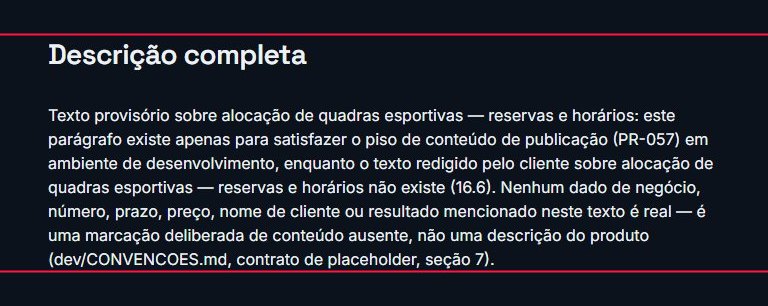 Descrição completa
Texto provisório sobre alocação de quadras esportivas — reservas e horários: este
parágrafo existe apenas para satisfazer o piso de conteúdo de publicação (PR-057) em
ambiente de desenvolvimento, enquanto o texto redigido pelo cliente sobre alocação de
quadras esportivas — reservas e horários não existe (16.6). Nenhum dado de negócio,
número, prazo, preço, nome de cliente ou resultado mencionado neste texto é real — é
uma marcação deliberada de conteúdo ausente, não uma descrição do produto
(dev/CONVENCOES.md, contrato de placeholder, seção 7).